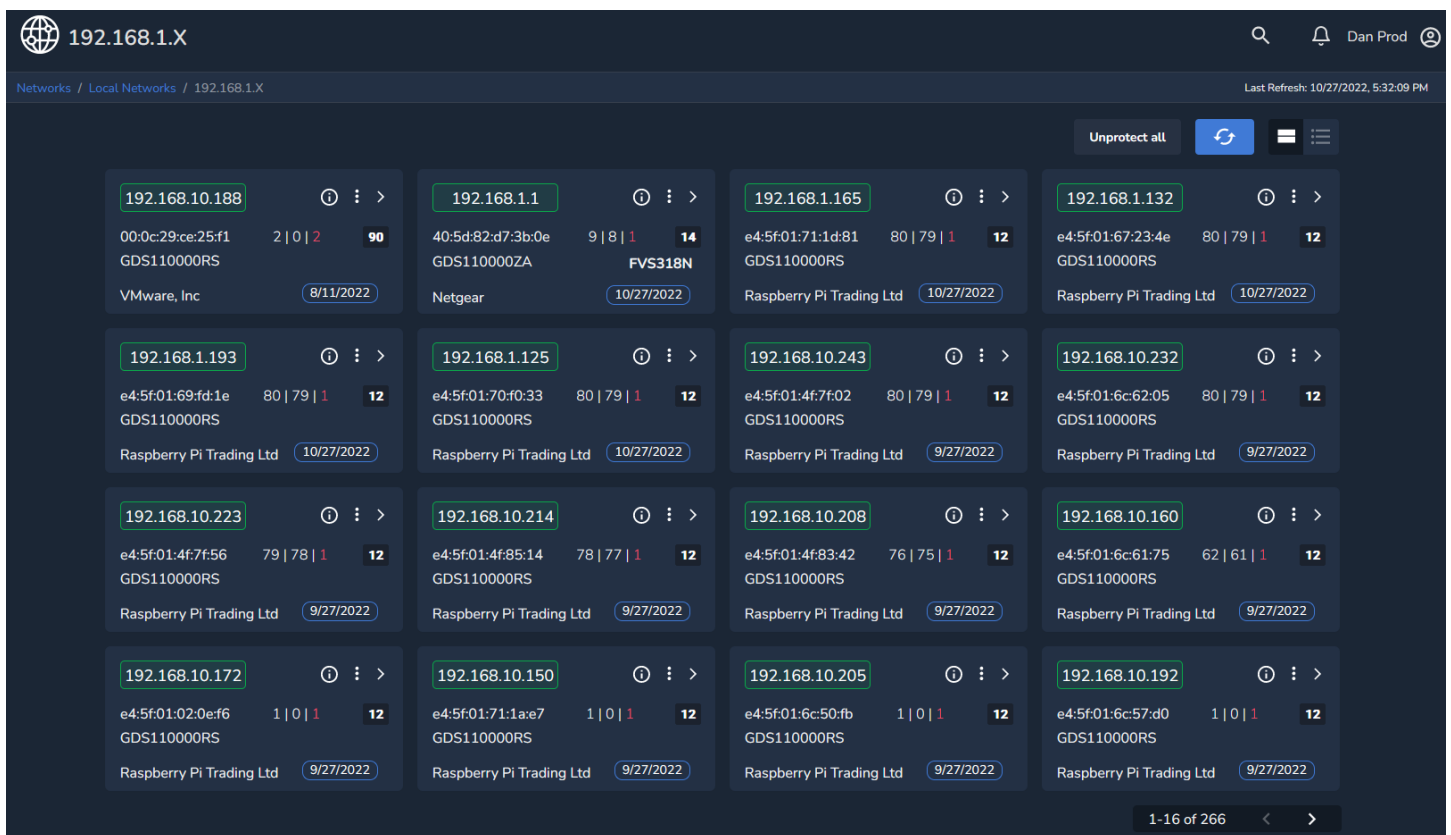 192.168.1.X
Dan Prod
Networks / Local Networks / 192.168.1.X
Last Refresh: 10/27/2022, 5:32:09 PM
Unprotect all
192.168.10.188
00:0c:29:ce:25:f1 2 | 0 | 2 90
GDS110000RS
VMware, Inc 8/11/2022
192.168.1.1
40:5d:82:d7:3b:0e 9 | 8 | 1 14
GDS110000ZA FVS318N
Netgear 10/27/2022
192.168.1.165
e4:5f:01:71:1d:81 80 | 79 | 1 12
GDS110000RS
Raspberry Pi Trading Ltd 10/27/2022
192.168.1.132
e4:5f:01:67:23:4e 80 | 79 | 1 12
GDS110000RS
Raspberry Pi Trading Ltd 10/27/2022
192.168.1.193
e4:5f:01:69:fd:1e 80 | 79 | 1 12
GDS110000RS
Raspberry Pi Trading Ltd 10/27/2022
192.168.1.125
e4:5f:01:70:f0:33 80 | 79 | 1 12
GDS110000RS
Raspberry Pi Trading Ltd 10/27/2022
192.168.10.243
e4:5f:01:4f:7f:02 80 | 79 | 1 12
GDS110000RS
Raspberry Pi Trading Ltd 9/27/2022
192.168.10.232
e4:5f:01:6c:62:05 80 | 79 | 1 12
GDS110000RS
Raspberry Pi Trading Ltd 9/27/2022
192.168.10.223
e4:5f:01:4f:7f:56 79 | 78 | 1 12
GDS110000RS
Raspberry Pi Trading Ltd 9/27/2022
192.168.10.214
e4:5f:01:4f:85:14 78 | 77 | 1 12
GDS110000RS
Raspberry Pi Trading Ltd 9/27/2022
192.168.10.208
e4:5f:01:4f:83:42 76 | 75 | 1 12
GDS110000RS
Raspberry Pi Trading Ltd 9/27/2022
192.168.10.160
e4:5f:01:6c:61:75 62 | 61 | 1 12
GDS110000RS
Raspberry Pi Trading Ltd 9/27/2022
192.168.10.172
e4:5f:01:02:0e:f6 1 | 0 | 1 12
GDS110000RS
Raspberry Pi Trading Ltd 9/27/2022
192.168.10.150
e4:5f:01:71:1a:e7 1 | 0 | 1 12
GDS110000RS
Raspberry Pi Trading Ltd 9/27/2022
192.168.10.205
e4:5f:01:6c:50:fb 1 | 0 | 1 12
GDS110000RS
Raspberry Pi Trading Ltd 9/27/2022
192.168.10.192
e4:5f:01:6c:57:d0 1 | 0 | 1 12
GDS110000RS
Raspberry Pi Trading Ltd 9/27/2022
1-16 of 266